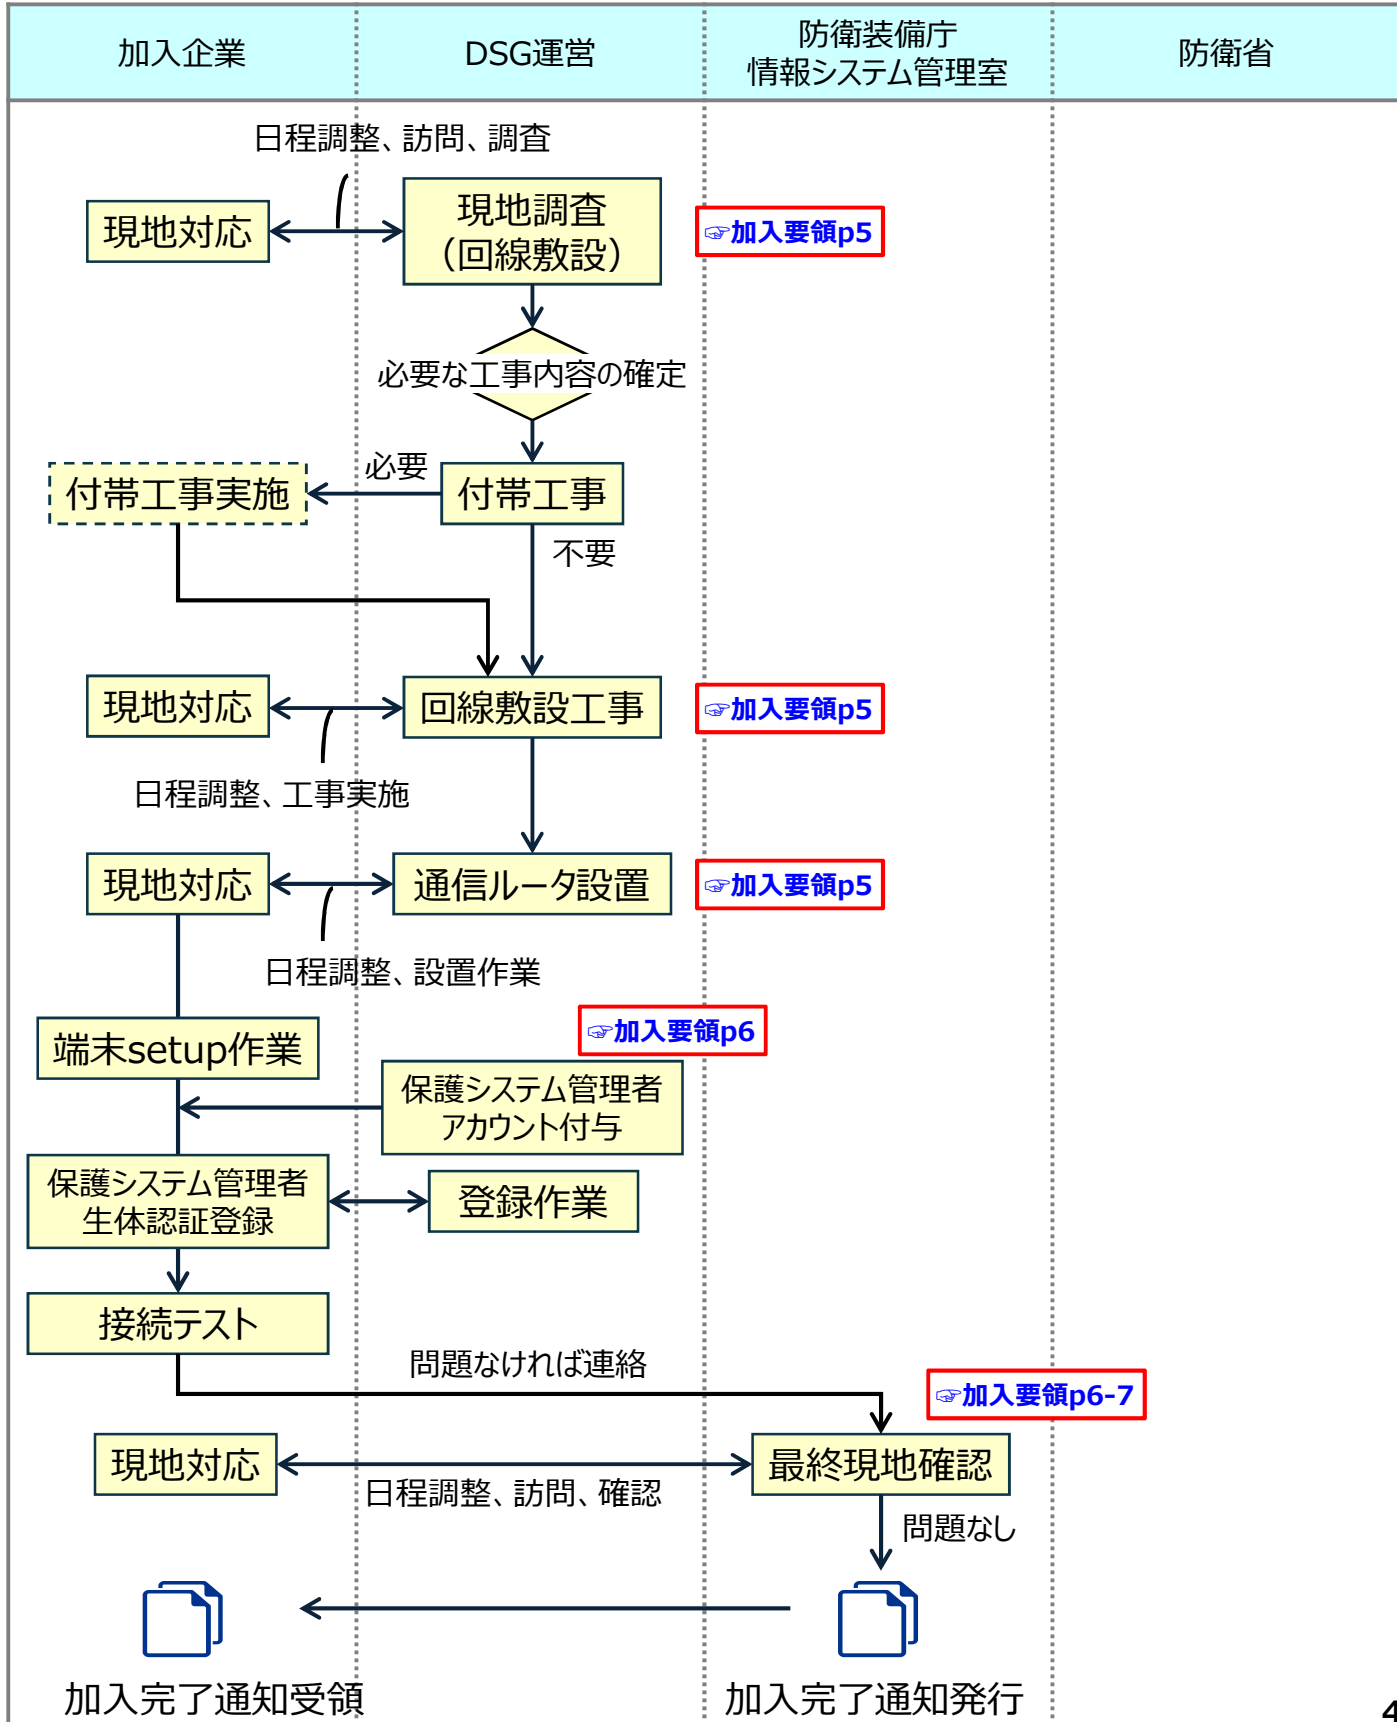 加入企業
DSG運営
防衛装備庁
情報システム管理室
防衛省
日程調整、訪問、調査
現地対応
現地調査
（回線敷設）
☞加入要領p5
必要な工事内容の確定
付帯工事実施
必要
付帯工事
不要
現地対応
回線敷設工事
☞加入要領p5
日程調整、工事実施
現地対応
通信ルータ設置
☞加入要領p5
日程調整、設置作業
端末setup作業
☞加入要領p6
保護システム管理者
アカウント付与
保護システム管理者
生体認証登録
登録作業
接続テスト
問題なければ連絡
☞加入要領p6-7
現地対応
最終現地確認
日程調整、訪問、確認
問題なし
加入完了通知受領
加入完了通知発行
4